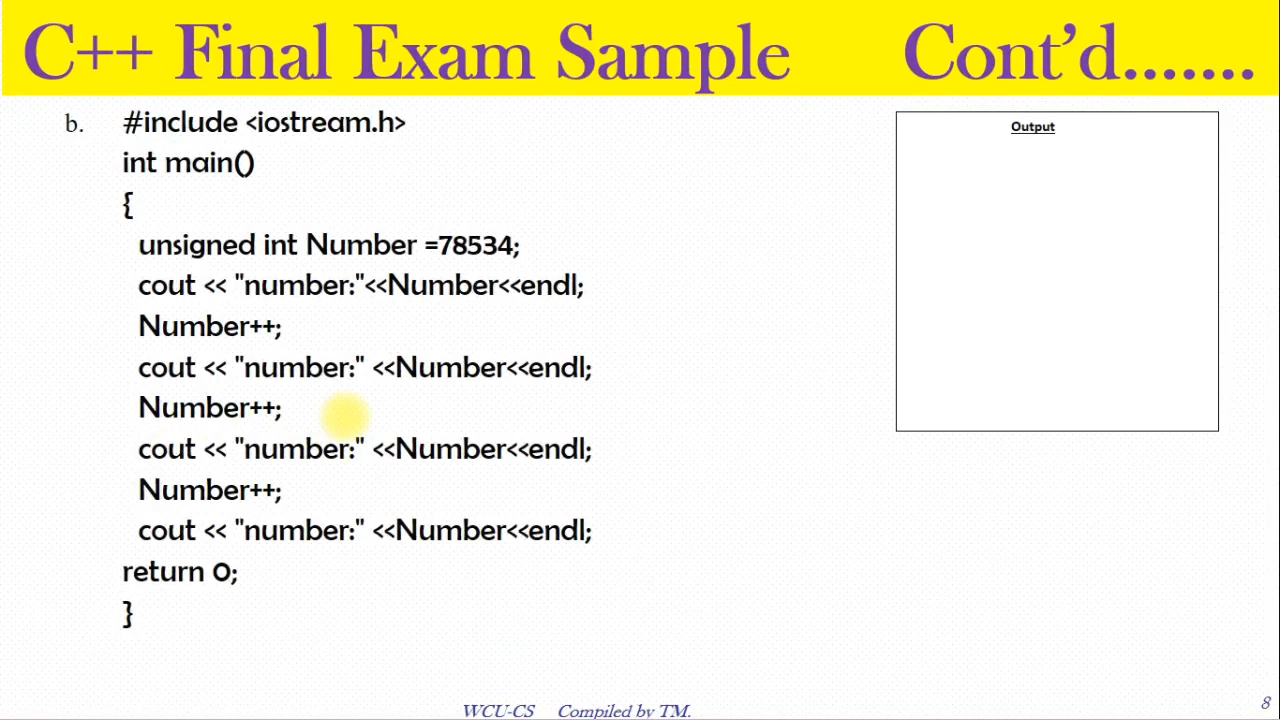 C++ Final Exam Sample Cont'd.......
b. #include <iostream.h>
int main()
{
unsigned int Number =78534;
cout << "number:"<<Number<<endl;
Number++;
cout << "number:" <<Number<<endl;
Number++;
cout << "number:" <<Number<<endl;
Number++;
cout << "number:" <<Number<<endl;
return 0;
}
Output
WCU-CS Compiled by TM.
8